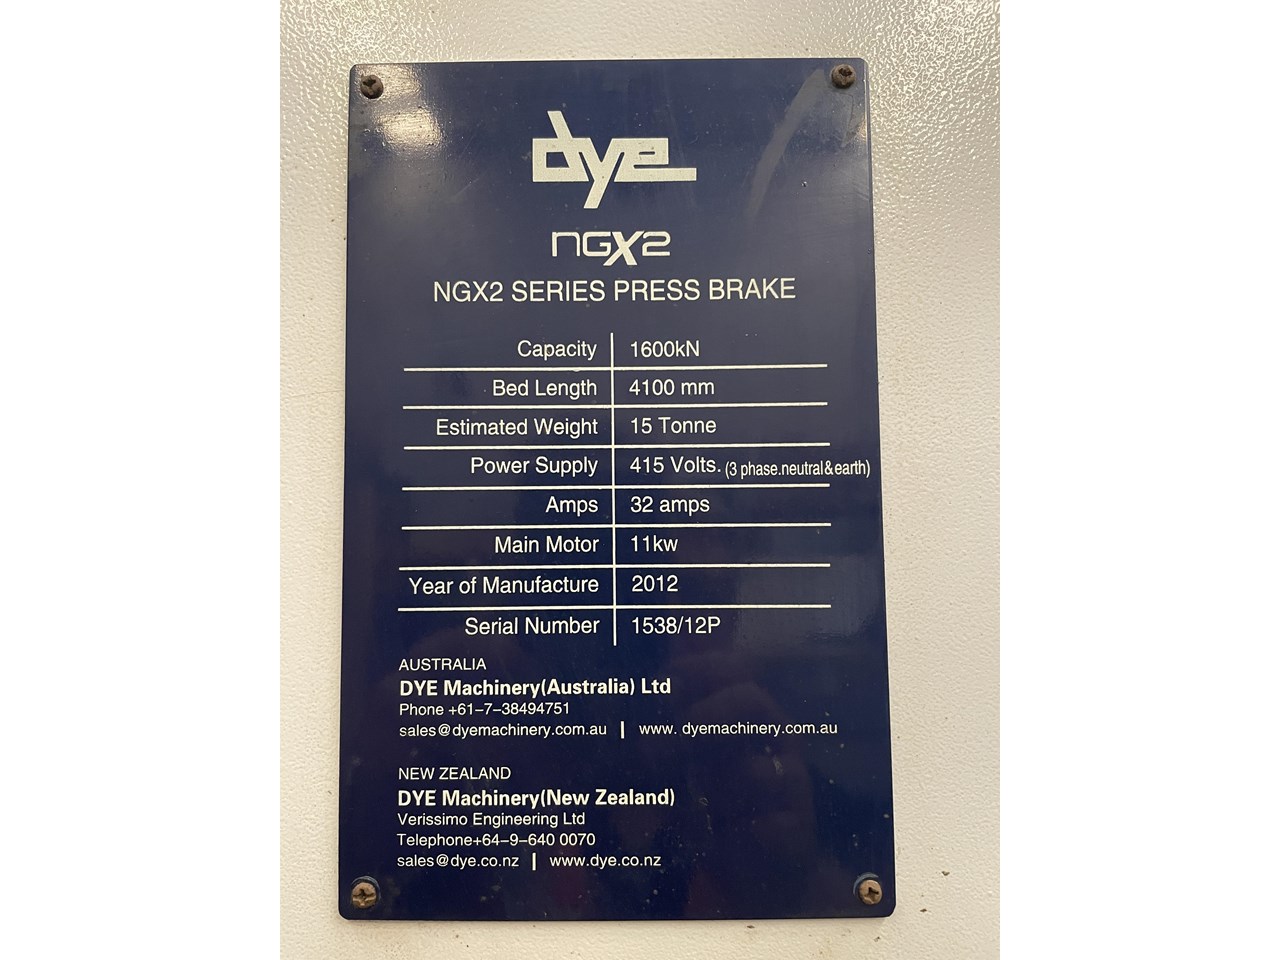 dye
NGX2
NGX2 SERIES PRESS BRAKE
Capacity 1600kN
Bed Length 4100 mm
Estimated Weight 15 Tonne
Power Supply 415 Volts. (3 phase.neutral&earth)
Amps 32 amps
Main Motor 11kw
Year of Manufacture 2012
Serial Number 1538/12P
AUSTRALIA
DYE Machinery(Australia) Ltd
Phone +61-7-38494751
sales@dyemachinery.com.au | www. dyemachinery.com.au
NEW ZEALAND
DYE Machinery(New Zealand)
Verissimo Engineering Ltd
Telephone+64-9-640 0070
sales@dye.co.nz | www.dye.co.nz